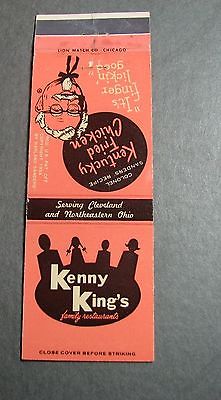 LION MATCH CO. CHICAGO
"It's
finger
lickin'
good"
COLONEL
SANDERS' RECIPE
Kentucky
Fried
Chicken
Serving Cleveland
and Northeastern Ohio
Kenny
King's
family restaurants
CLOSE COVER BEFORE STRIKING